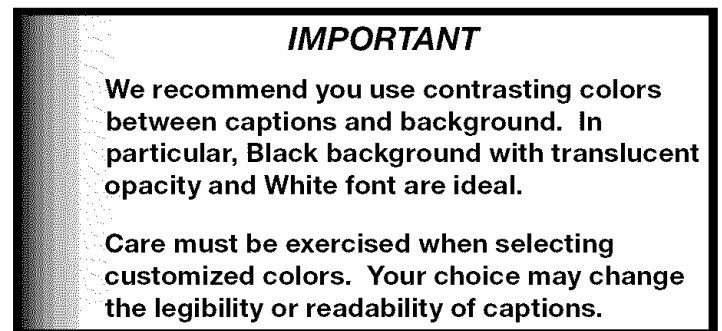 IMPORTANT
We recommend you use contrasting colors
between captions and background.  In
particular, Black background with translucent
opacity and White font are ideal.
Care must be exercised when selecting
customized colors.  Your choice may change
the legibility or readability of captions.